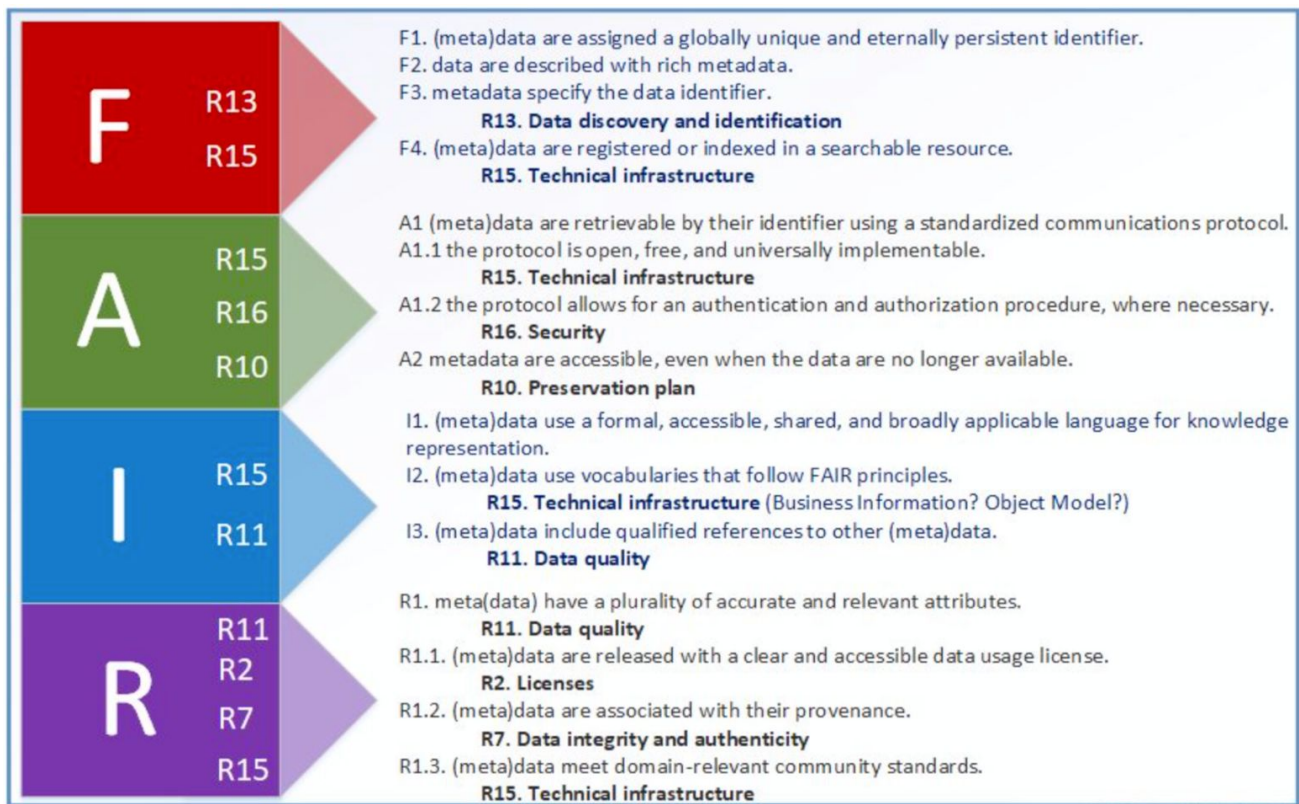 F
R13
R15
F1. (meta)data are assigned a globally unique and eternally persistent identifier.
F2. data are described with rich metadata.
F3. metadata specify the data identifier.
R13. Data discovery and identification
F4. (meta)data are registered or indexed in a searchable resource.
R15. Technical infrastructure
A
R15
R16
R10
A1 (meta)data are retrievable by their identifier using a standardized communications protocol.
A1.1 the protocol is open, free, and universally implementable.
R15. Technical infrastructure
A1.2 the protocol allows for an authentication and authorization procedure, where necessary.
R16. Security
A2 metadata are accessible, even when the data are no longer available.
R10. Preservation plan
I
R15
R11
I1. (meta)data use a formal, accessible, shared, and broadly applicable language for knowledge
representation.
I2. (meta)data use vocabularies that follow FAIR principles.
R15. Technical infrastructure (Business Information? Object Model?)
I3. (meta)data include qualified references to other (meta)data.
R11. Data quality
R
R11
R2
R7
R15
R1. meta(data) have a plurality of accurate and relevant attributes.
R11. Data quality
R1.1. (meta)data are released with a clear and accessible data usage license.
R2. Licenses
R1.2. (meta)data are associated with their provenance.
R7. Data integrity and authenticity
R1.3. (meta)data meet domain-relevant community standards.
R15. Technical infrastructure